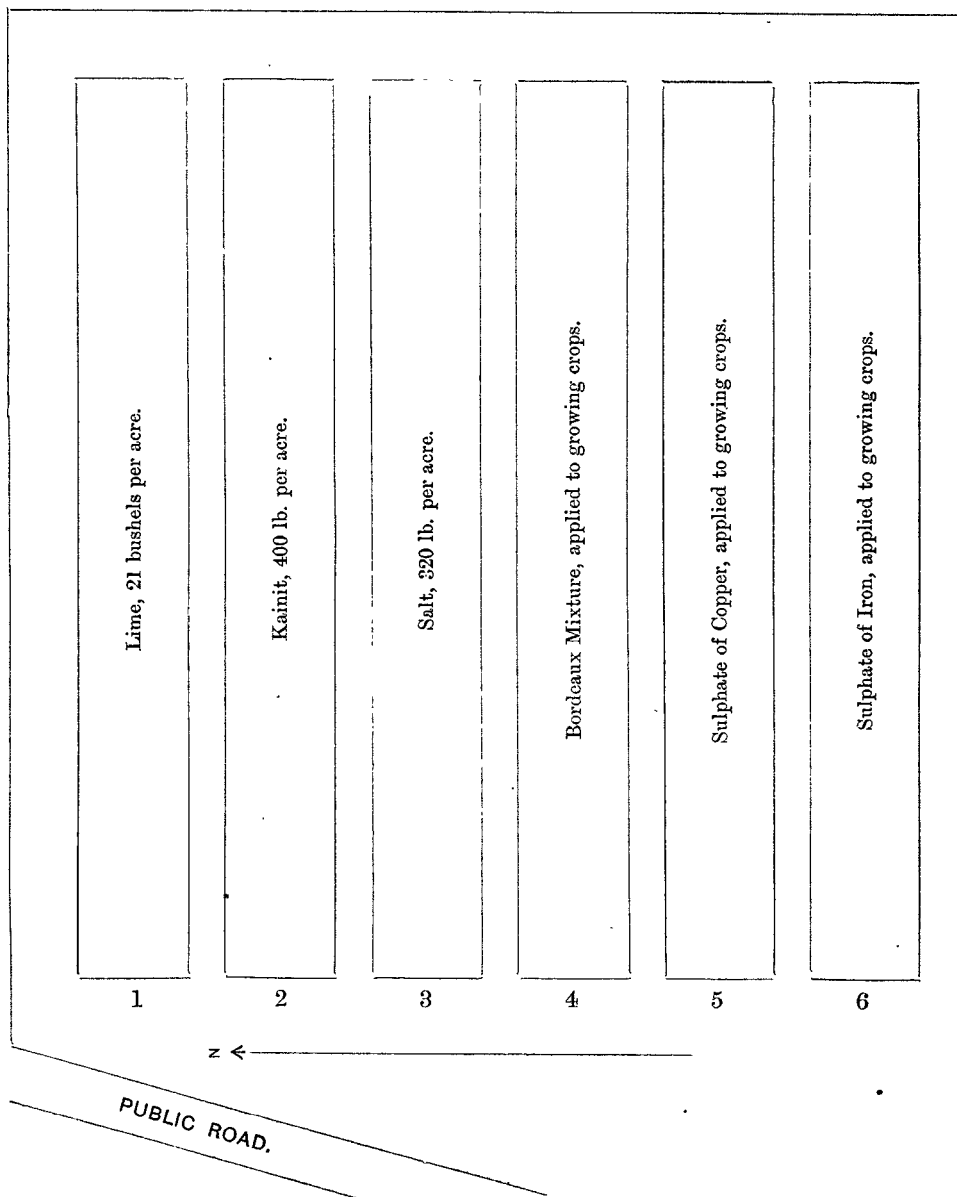 Lime, 21 bushels per acre.
Kainit, 400 lb. per acre.
Salt, 320 lb. per acre.
Bordeaux Mixture, applied to growing crops.
Sulphate of Copper, applied to growing crops.
Sulphate of Iron, applied to growing crops.
1
2
3
4
5
6
N
PUBLIC ROAD.